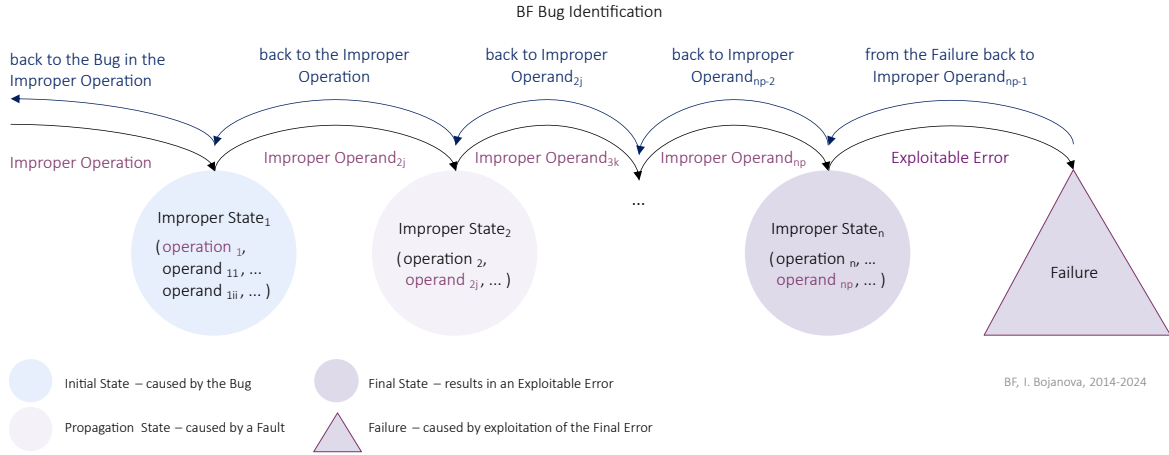 BF Bug Identification
back to the Bug in the
Improper Operation
back to the Improper
Operation
back to Improper
Operand2j
back to Improper
Operandnp-2
from the Failure back to
Improper Operandnp-1
Improper Operation
Improper Operand2j
Improper Operand3k
Improper Operandnp
Exploitable Error
...
Improper State1
(operation 1,
operand 11, ...
operand 1ii, ... )
Improper State2
(operation 2,
operand 2j, ... )
Improper Staten
(operation n, ...
operand np, ... )
Failure
Initial State – caused by the Bug
Final State – results in an Exploitable Error
BF, I. Bojanova, 2014-2024
Propagation State – caused by a Fault
Failure – caused by exploitation of the Final Error